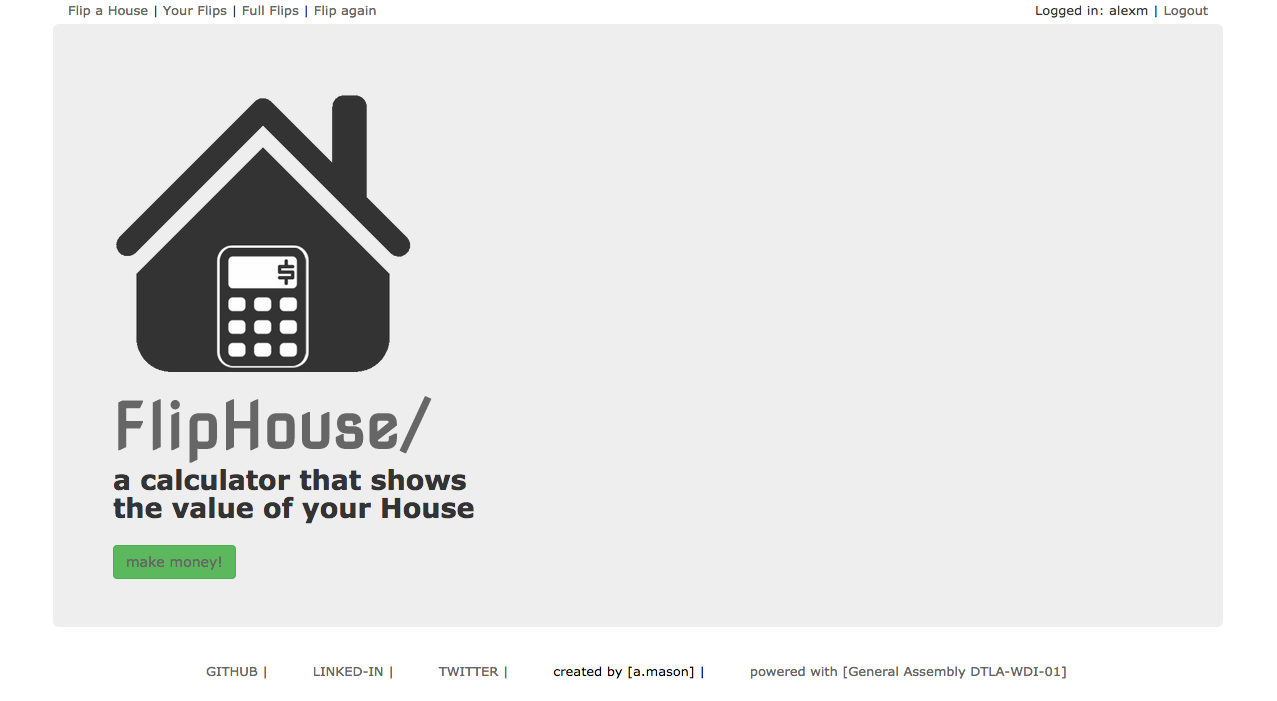 Flip a House | Your Flips | Full Flips | Flip again
Logged in: alexm | Logout
$
FlipHouse/
a calculator that shows
the value of your House
make money!
GITHUB | LINKED-IN | TWITTER | created by [a.mason] | powered with [General Assembly DTLA-WDI-01]